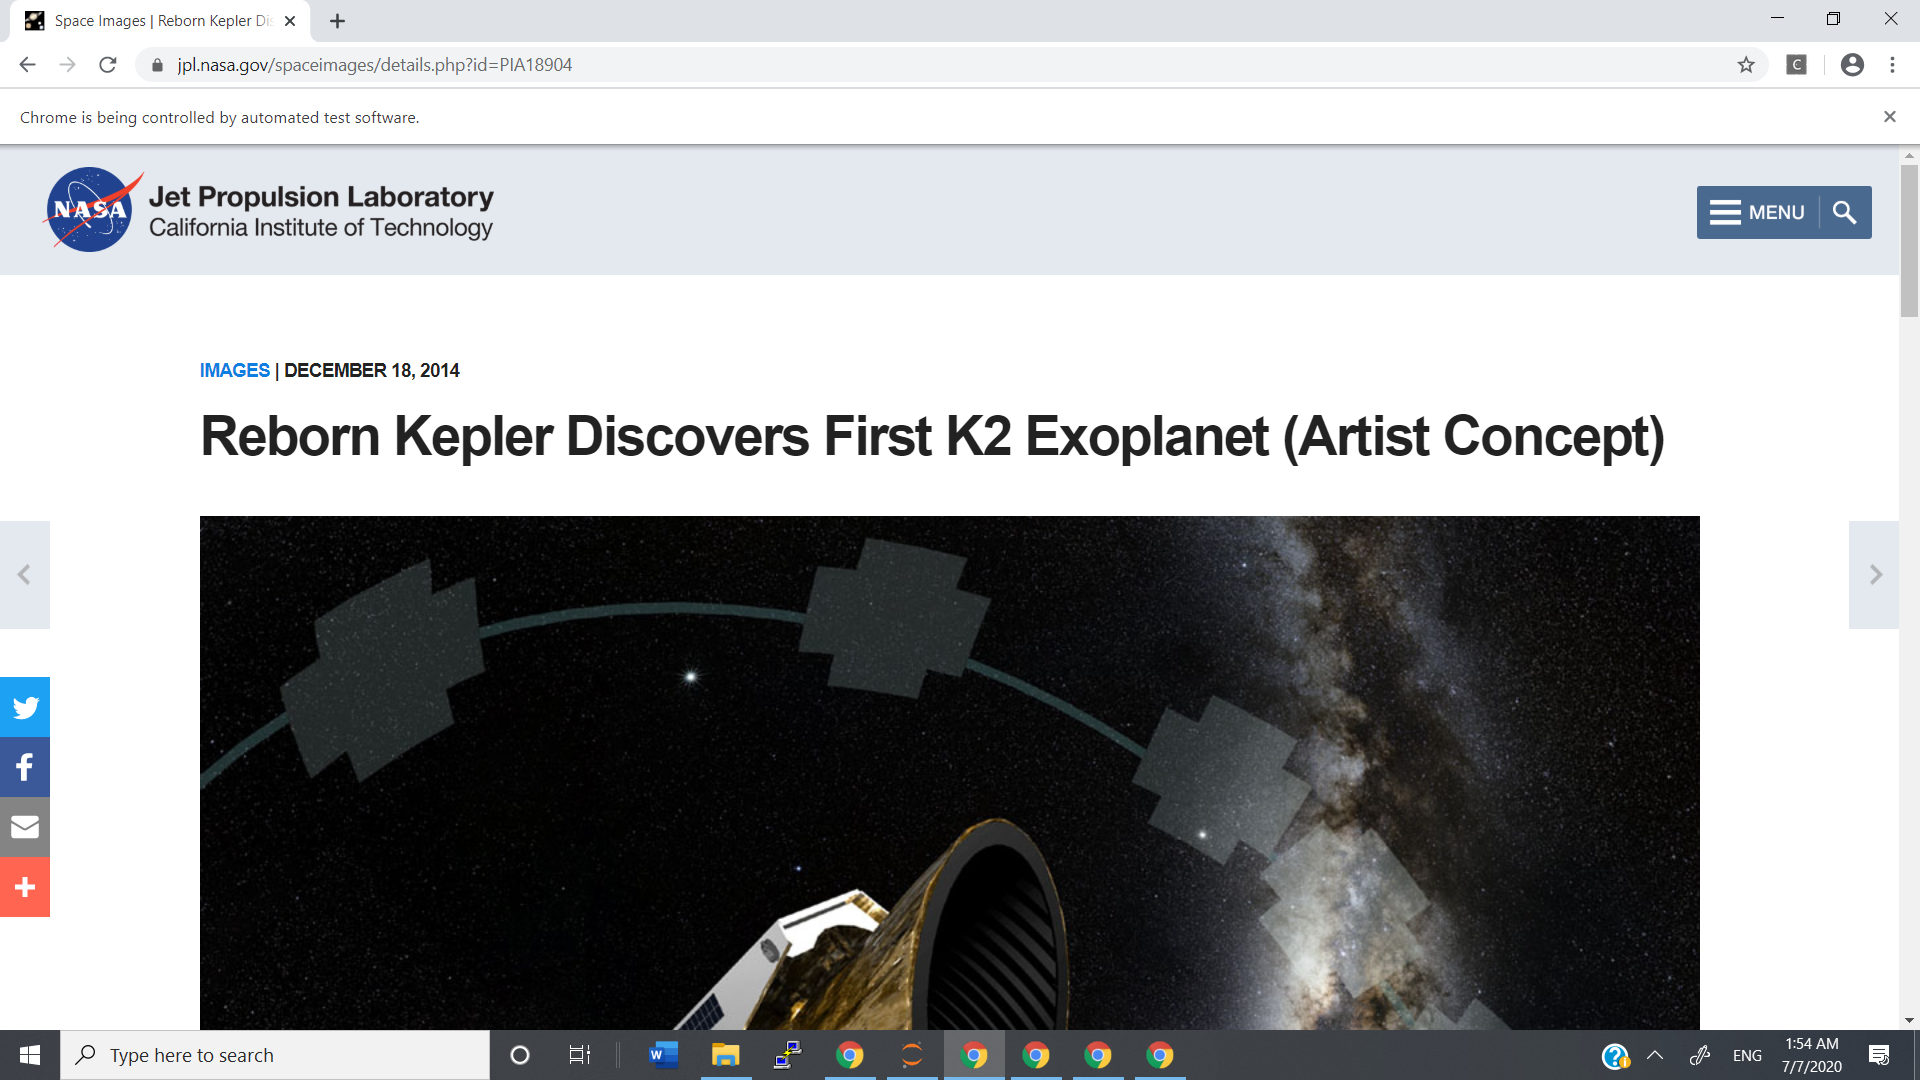 Space Images | Reborn Kepler Di
jpl.nasa.gov/spaceimages/details.php?id=PIA18904
C
Chrome is being controlled by automated test software.
NASA
Jet Propulsion Laboratory
California Institute of Technology
MENU
IMAGES | DECEMBER 18, 2014
Reborn Kepler Discovers First K2 Exoplanet (Artist Concept)
Type here to search
W
ENG
1:54 AM
7/7/2020